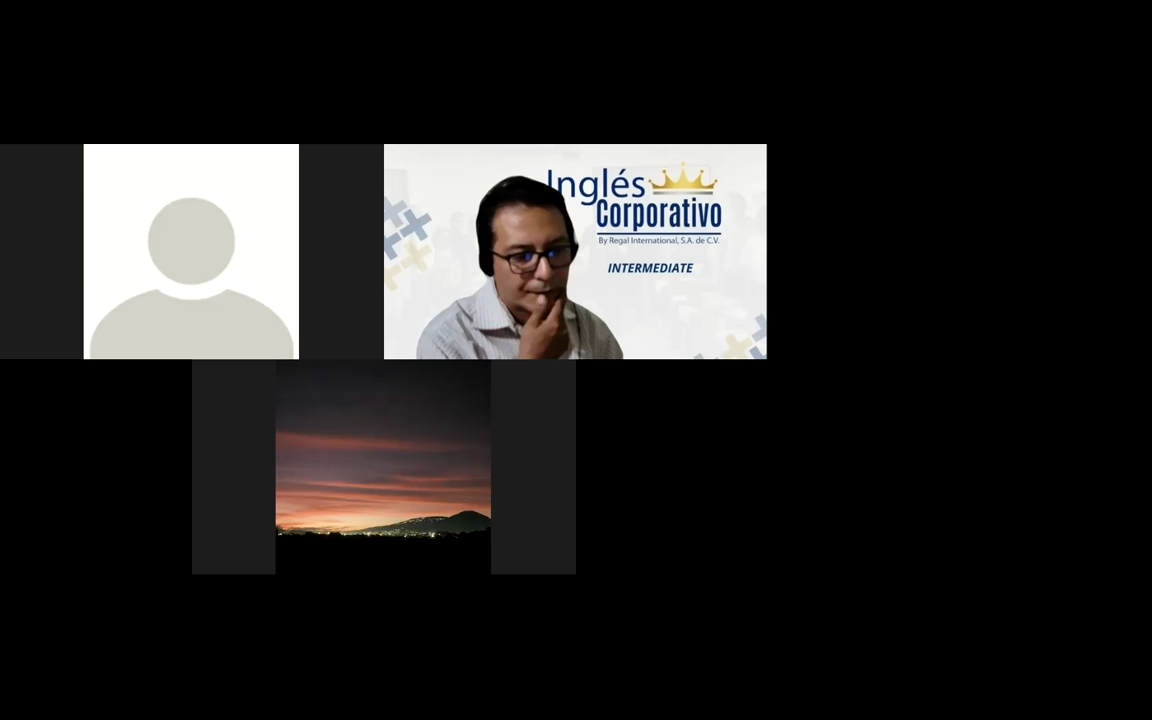 Inglés
Corporativo
By Regal International, S.A. de C.V.
INTERMEDIATE